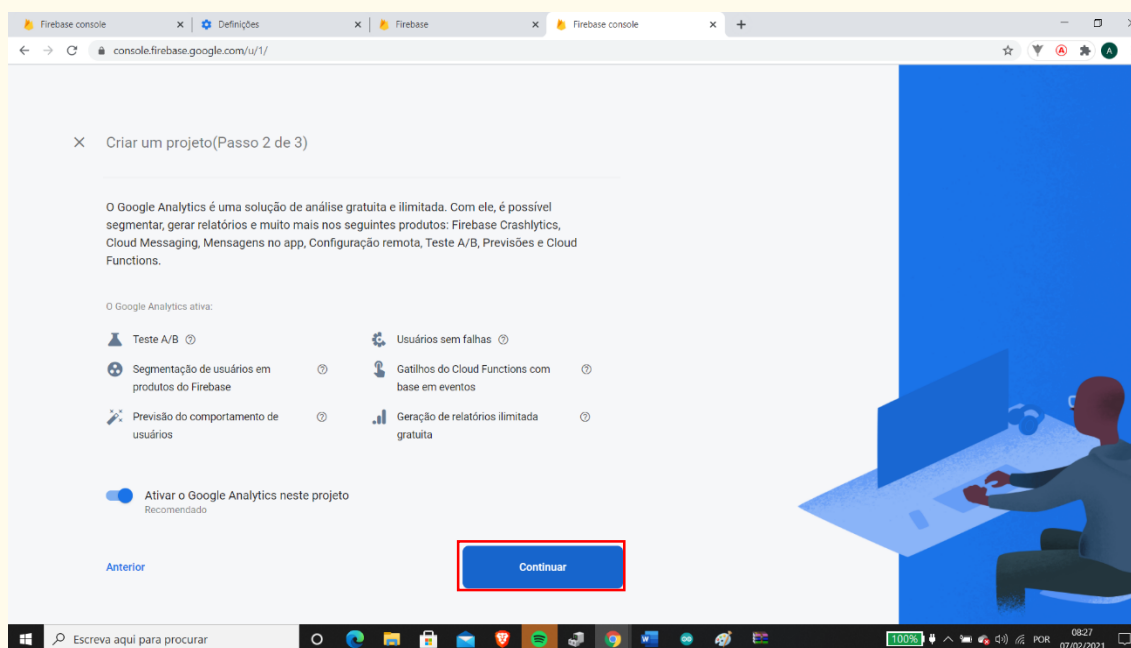 Firebase console
Definições
Firebase
Firebase console
console.firebase.google.com/u/1/
A
A
Criar um projeto(Passo 2 de 3)
O Google Analytics é uma solução de análise gratuita e ilimitada. Com ele, é possível
segmentar, gerar relatórios e muito mais nos seguintes produtos: Firebase Crashlytics,
Cloud Messaging, Mensagens no app, Configuração remota, Teste A/B, Previsões e Cloud
Functions.
O Google Analytics ativa:
Teste A/B
Usuários sem falhas
Segmentação de usuários em
produtos do Firebase
Gatilhos do Cloud Functions com
base em eventos
Previsão do comportamento de
usuários
Geração de relatórios ilimitada
gratuita
Ativar o Google Analytics neste projeto
Recomendado
Anterior
Continuar
Escreva aqui para procurar
100%
POR
08:27
07/02/2021